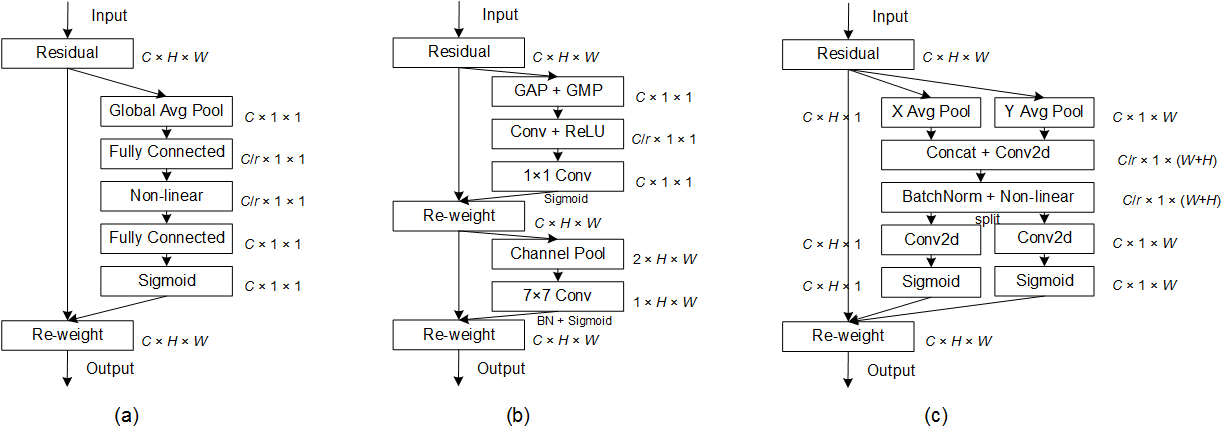 Input
Residual
C × H × W
Global Avg Pool
C × 1 × 1
Fully Connected
C/r × 1 × 1
Non-linear
C/r × 1 × 1
Fully Connected
C × 1 × 1
Sigmoid
C × 1 × 1
Re-weight
C × H × W
Output
(a)
Input
Residual
C × H × W
GAP + GMP
C × 1 × 1
Conv + ReLU
C/r × 1 × 1
1×1 Conv
C × 1 × 1
Sigmoid
Re-weight
C × H × W
Channel Pool
2 × H × W
7×7 Conv
1 × H × W
BN + Sigmoid
Re-weight
C × H × W
Output
(b)
Input
Residual
C × H × W
C × H × 1
X Avg Pool
Y Avg Pool
C × 1 × W
Concat + Conv2d
C/r × 1 × (W+H)
BatchNorm + Non-linear
C/r × 1 × (W+H)
split
C × H × 1
Conv2d
Conv2d
C × 1 × W
C × H × 1
Sigmoid
Sigmoid
C × 1 × W
Re-weight
C × H × W
Output
(c)